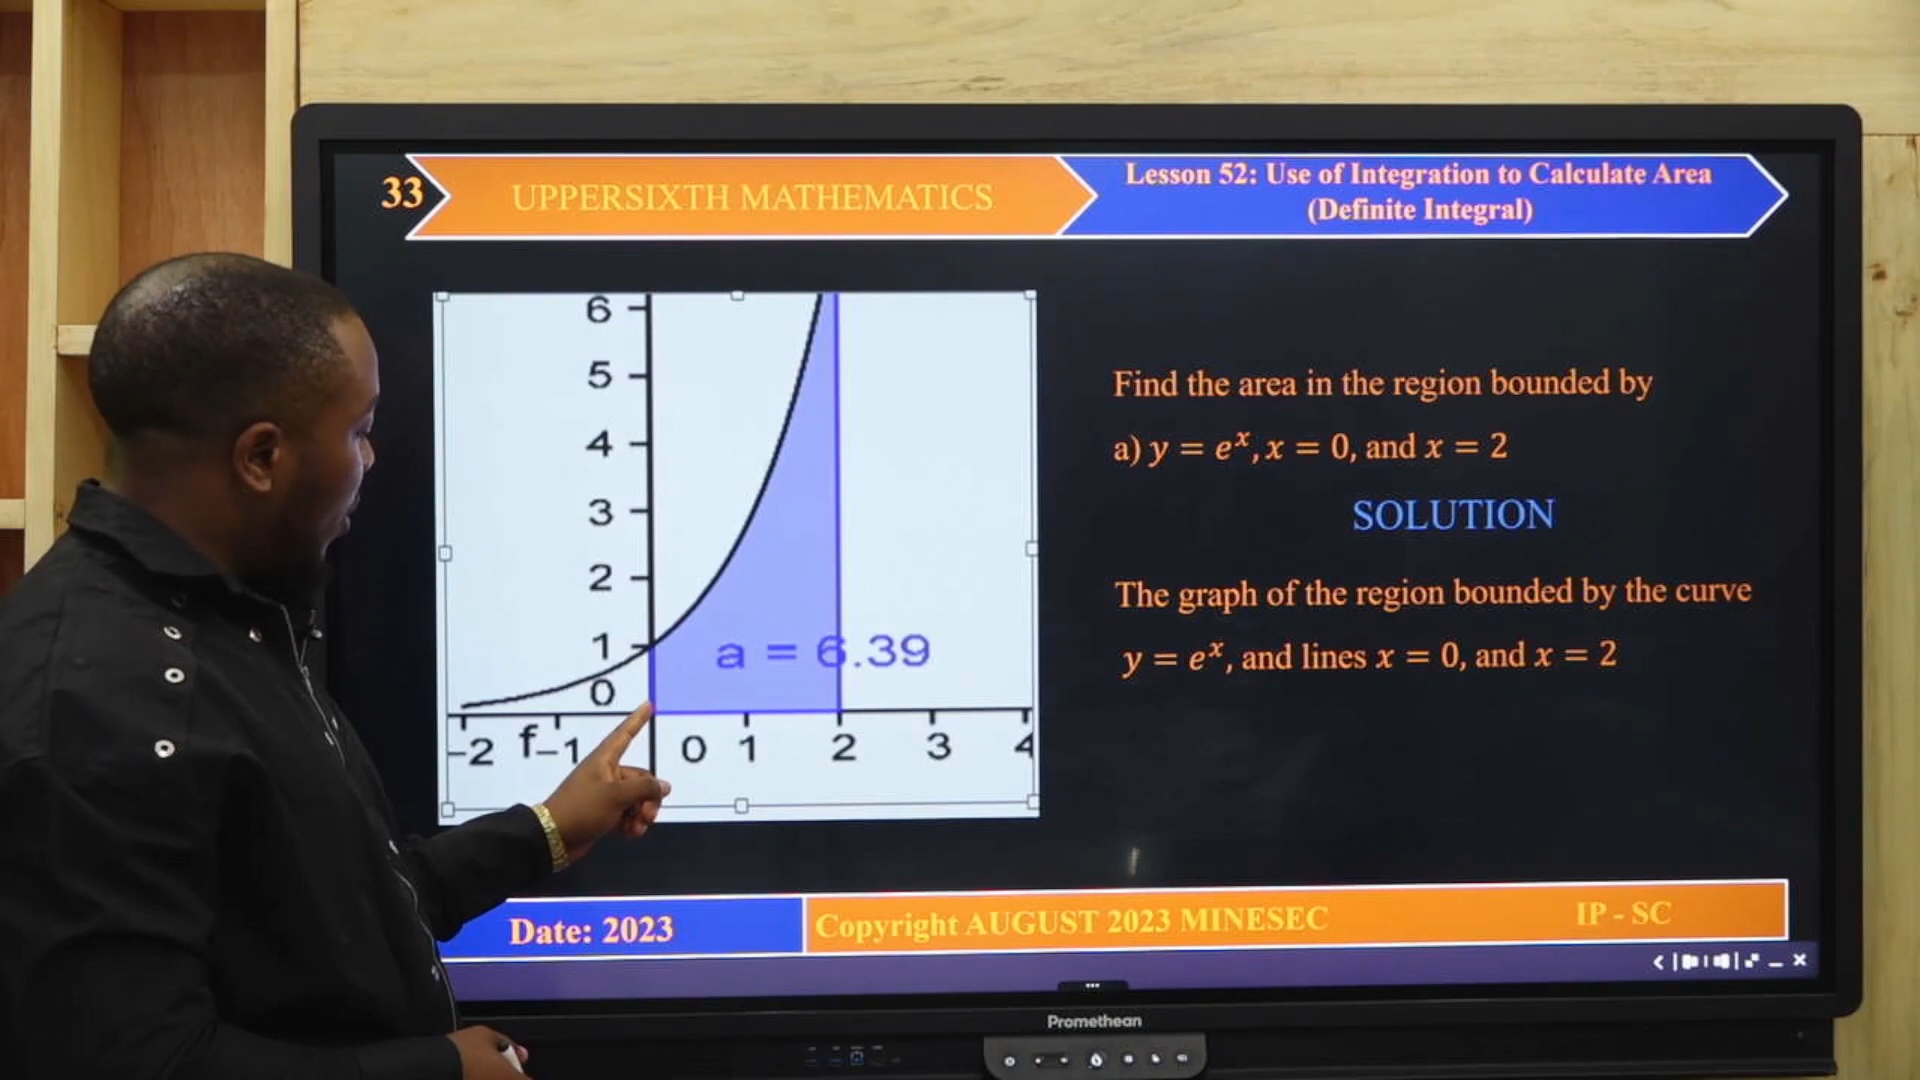 33
UPPERSIXTH MATHEMATICS
Lesson 52: Use of Integration to Calculate Area
(Definite Integral)
6
5
4
3
2
1
0
a = 6.39
-2 f -1 0 1 2 3 4
Find the area in the region bounded by
a) y = eˣ, x = 0, and x = 2
SOLUTION
The graph of the region bounded by the curve
y = eˣ, and lines x = 0, and x = 2
Date: 2023
Copyright AUGUST 2023 MINESEC
IP - SC
Promethean